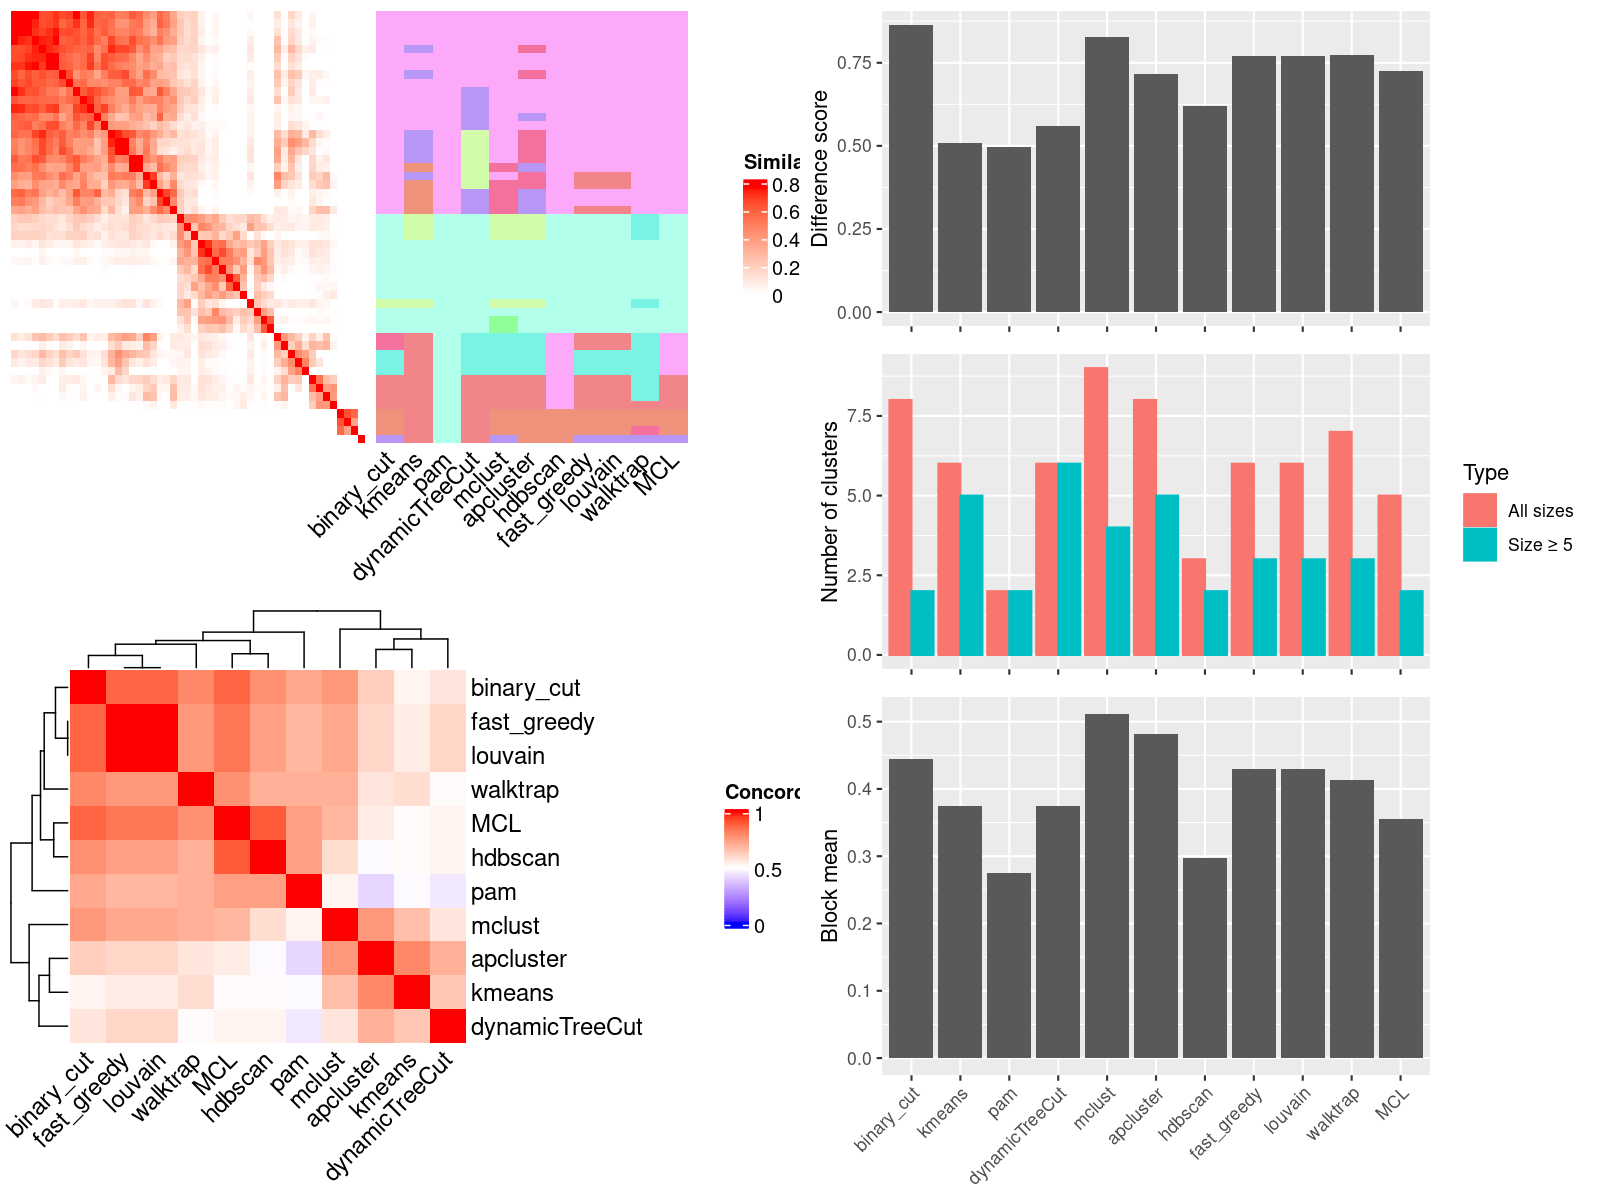 Simila
0.8
0.6
0.4
0.2
0
binary_cut
kmeans
pam
dynamicTreeCut
mclust
apcluster
hdbscan
fast_greedy
louvain
walktrap
MCL
binary_cut
fast_greedy
louvain
walktrap
MCL
hdbscan
pam
mclust
apcluster
kmeans
dynamicTreeCut
binary_cut
fast_greedy
louvain
walktrap
MCL
hdbscan
pam
mclust
apcluster
kmeans
dynamicTreeCut
Concord
1
0.5
0
Difference score
0.75
0.50
0.25
0.00
Number of clusters
7.5
5.0
2.5
0.0
Type
All sizes
Size ≥ 5
Block mean
0.5
0.4
0.3
0.2
0.1
0.0
binary_cut
kmeans
pam
dynamicTreeCut
mclust
apcluster
hdbscan
fast_greedy
louvain
walktrap
MCL